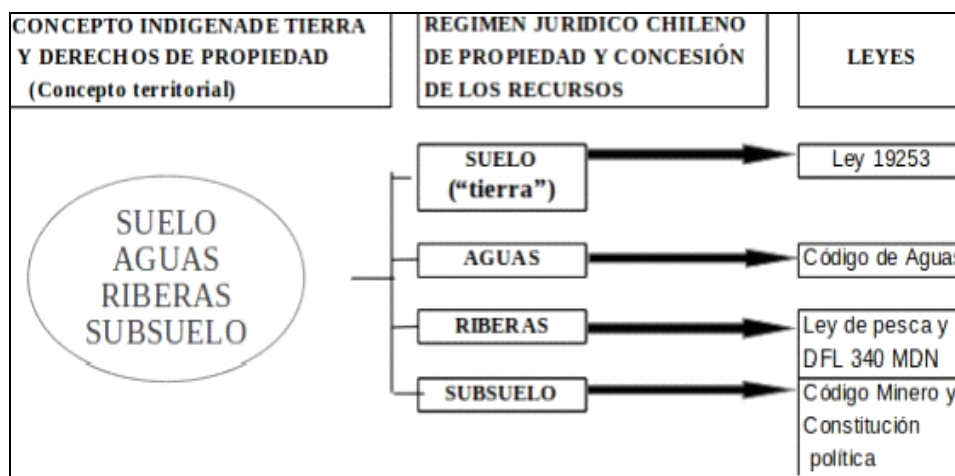 CONCEPTO INDIGENADE TIERRA
Y DERECHOS DE PROPIEDAD
(Concepto territorial)
REGIMEN JURIDICO CHILENO
DE PROPIEDAD Y CONCESIÓN
DE LOS RECURSOS
LEYES
SUELO
AGUAS
RIBERAS
SUBSUELO
SUELO
(“tierra”)
Ley 19253
AGUAS
Código de Aguas
RIBERAS
Ley de pesca y
DFL 340 MDN
SUBSUELO
Código Minero y
Constitución
política